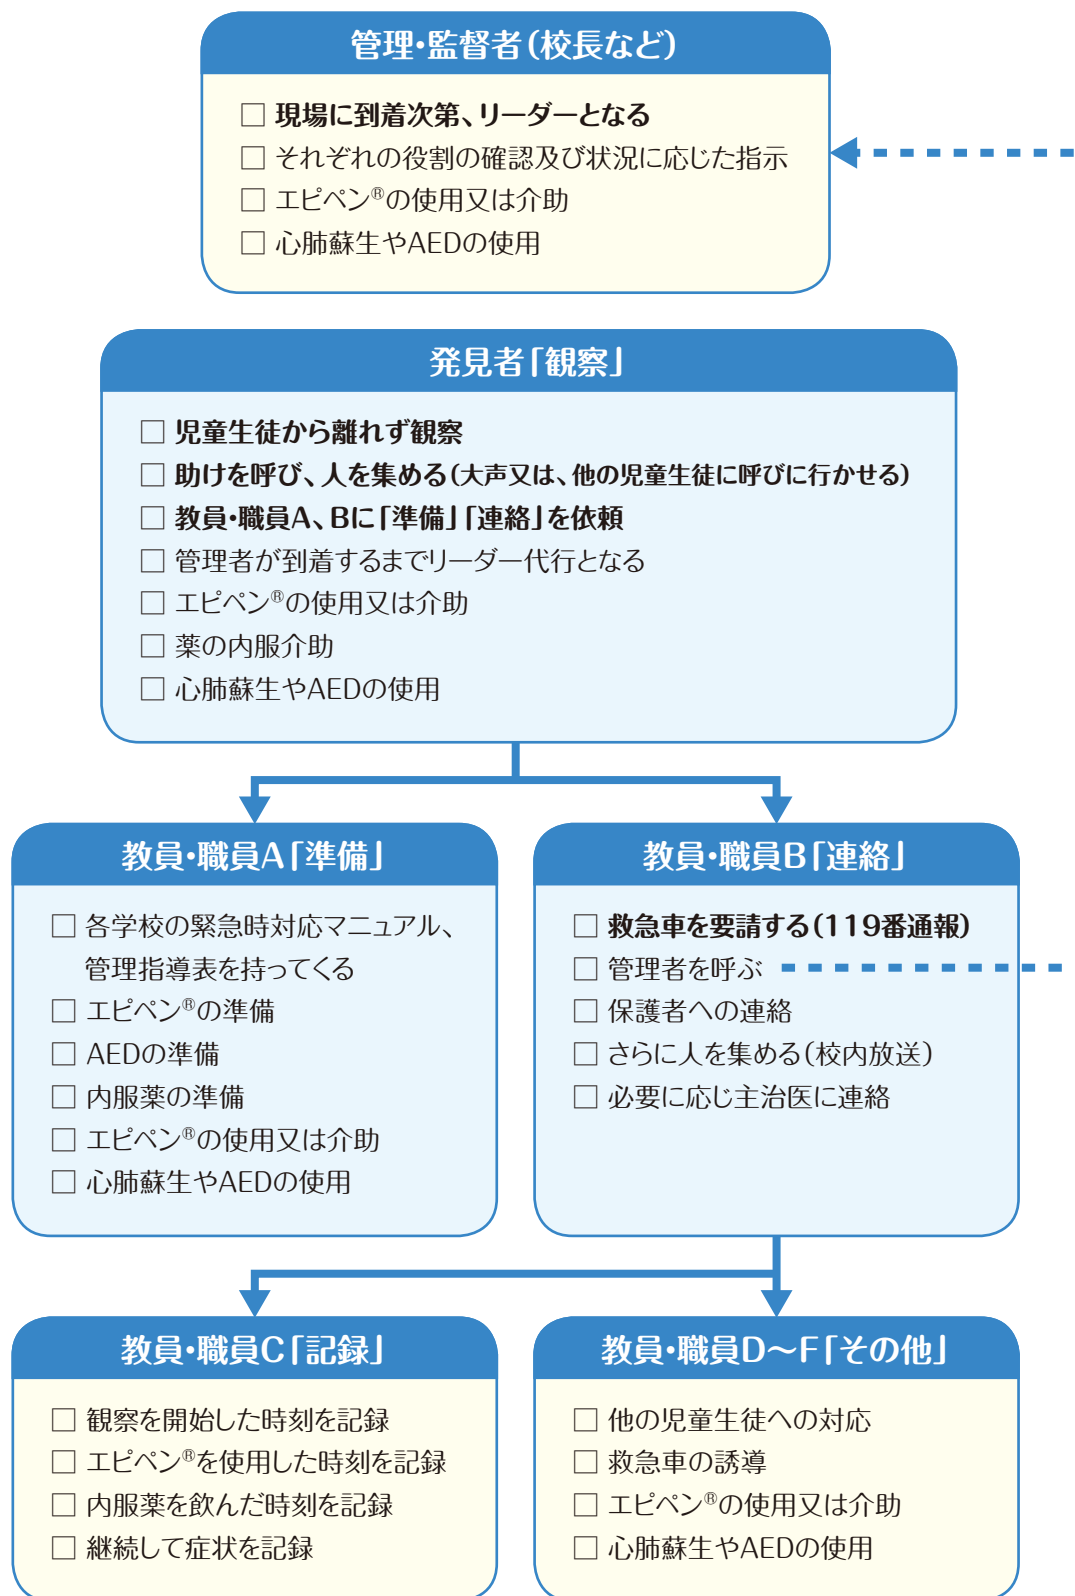 管理・監督者（校長など）
□ 現場に到着次第、リーダーとなる
□ それぞれの役割の確認及び状況に応じた指示
□ エピペン®の使用又は介助
□ 心肺蘇生やAEDの使用
発見者「観察」
□ 児童生徒から離れず観察
□ 助けを呼び、人を集める（大声又は、他の児童生徒に呼びに行かせる）
□ 教員・職員A、Bに「準備」「連絡」を依頼
□ 管理者が到着するまでリーダー代行となる
□ エピペン®の使用又は介助
□ 薬の内服介助
□ 心肺蘇生やAEDの使用
教員・職員A「準備」
□ 各学校の緊急時対応マニュアル、
管理指導表を持ってくる
□ エピペン®の準備
□ AEDの準備
□ 内服薬の準備
□ エピペン®の使用又は介助
□ 心肺蘇生やAEDの使用
教員・職員B「連絡」
□ 救急車を要請する（119番通報）
□ 管理者を呼ぶ
□ 保護者への連絡
□ さらに人を集める（校内放送）
□ 必要に応じ主治医に連絡
教員・職員C「記録」
□ 観察を開始した時刻を記録
□ エピペン®を使用した時刻を記録
□ 内服薬を飲んだ時刻を記録
□ 継続して症状を記録
教員・職員D～F「その他」
□ 他の児童生徒への対応
□ 救急車の誘導
□ エピペン®の使用又は介助
□ 心肺蘇生やAEDの使用